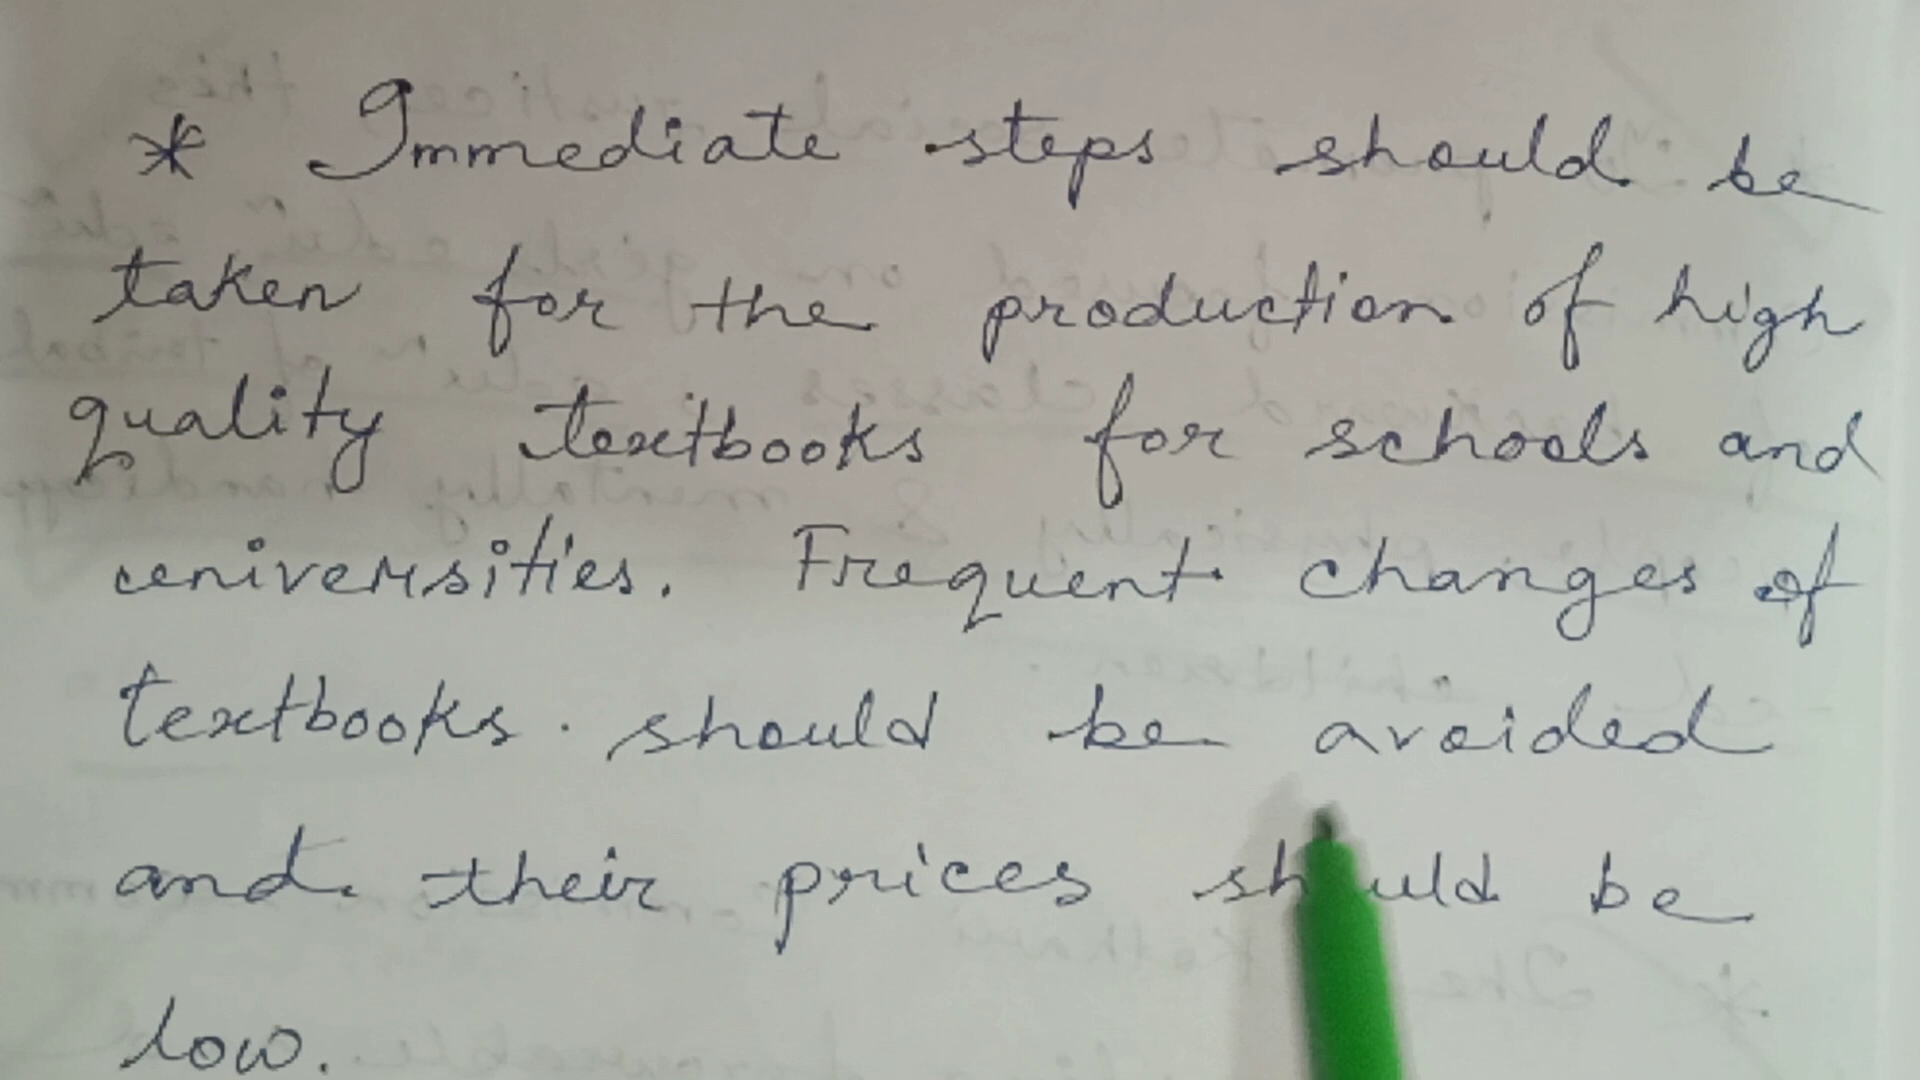 * Immediate steps should be
taken for the production of high
quality textbooks for schools and
universities. Frequent changes of
textbooks should be avoided
and their prices should be
low.